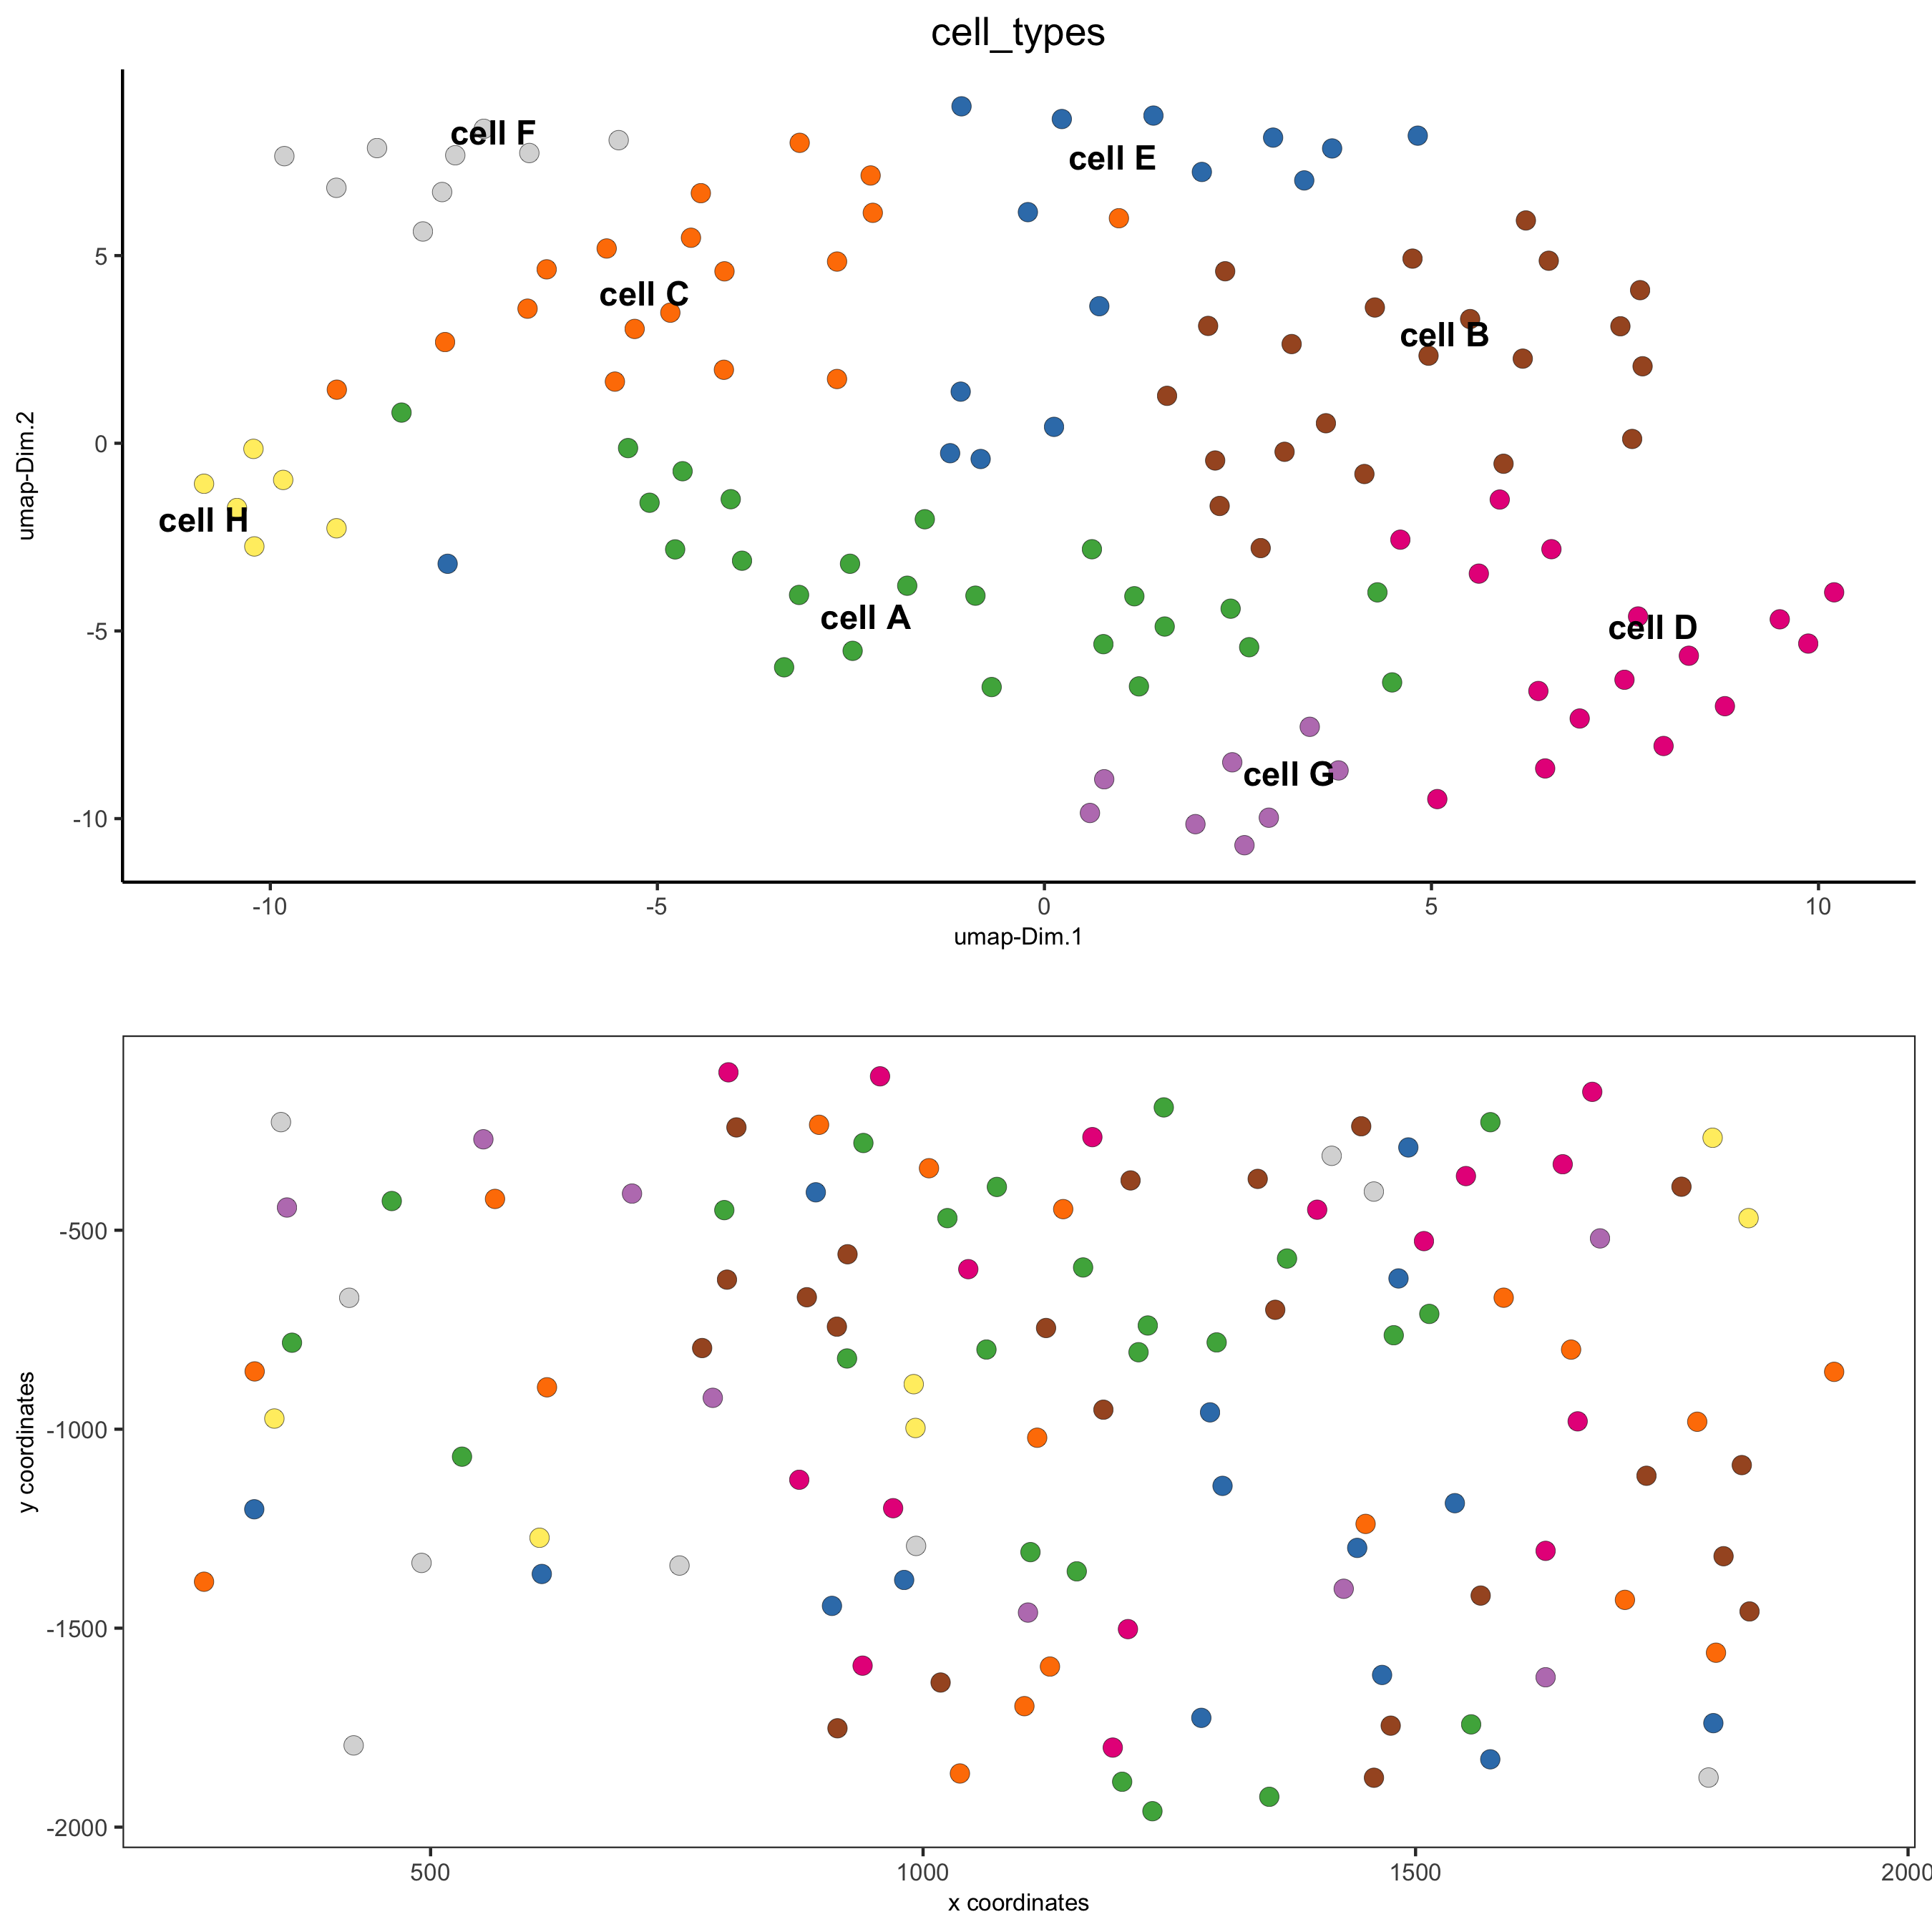 cell_types
cell F
cell E
cell C
cell B
cell H
cell A
cell D
cell G
umap-Dim.2
5
0
-5
-10
-10
-5
0
5
10
umap-Dim.1
y coordinates
-500
-1000
-1500
-2000
500
1000
1500
2000
x coordinates